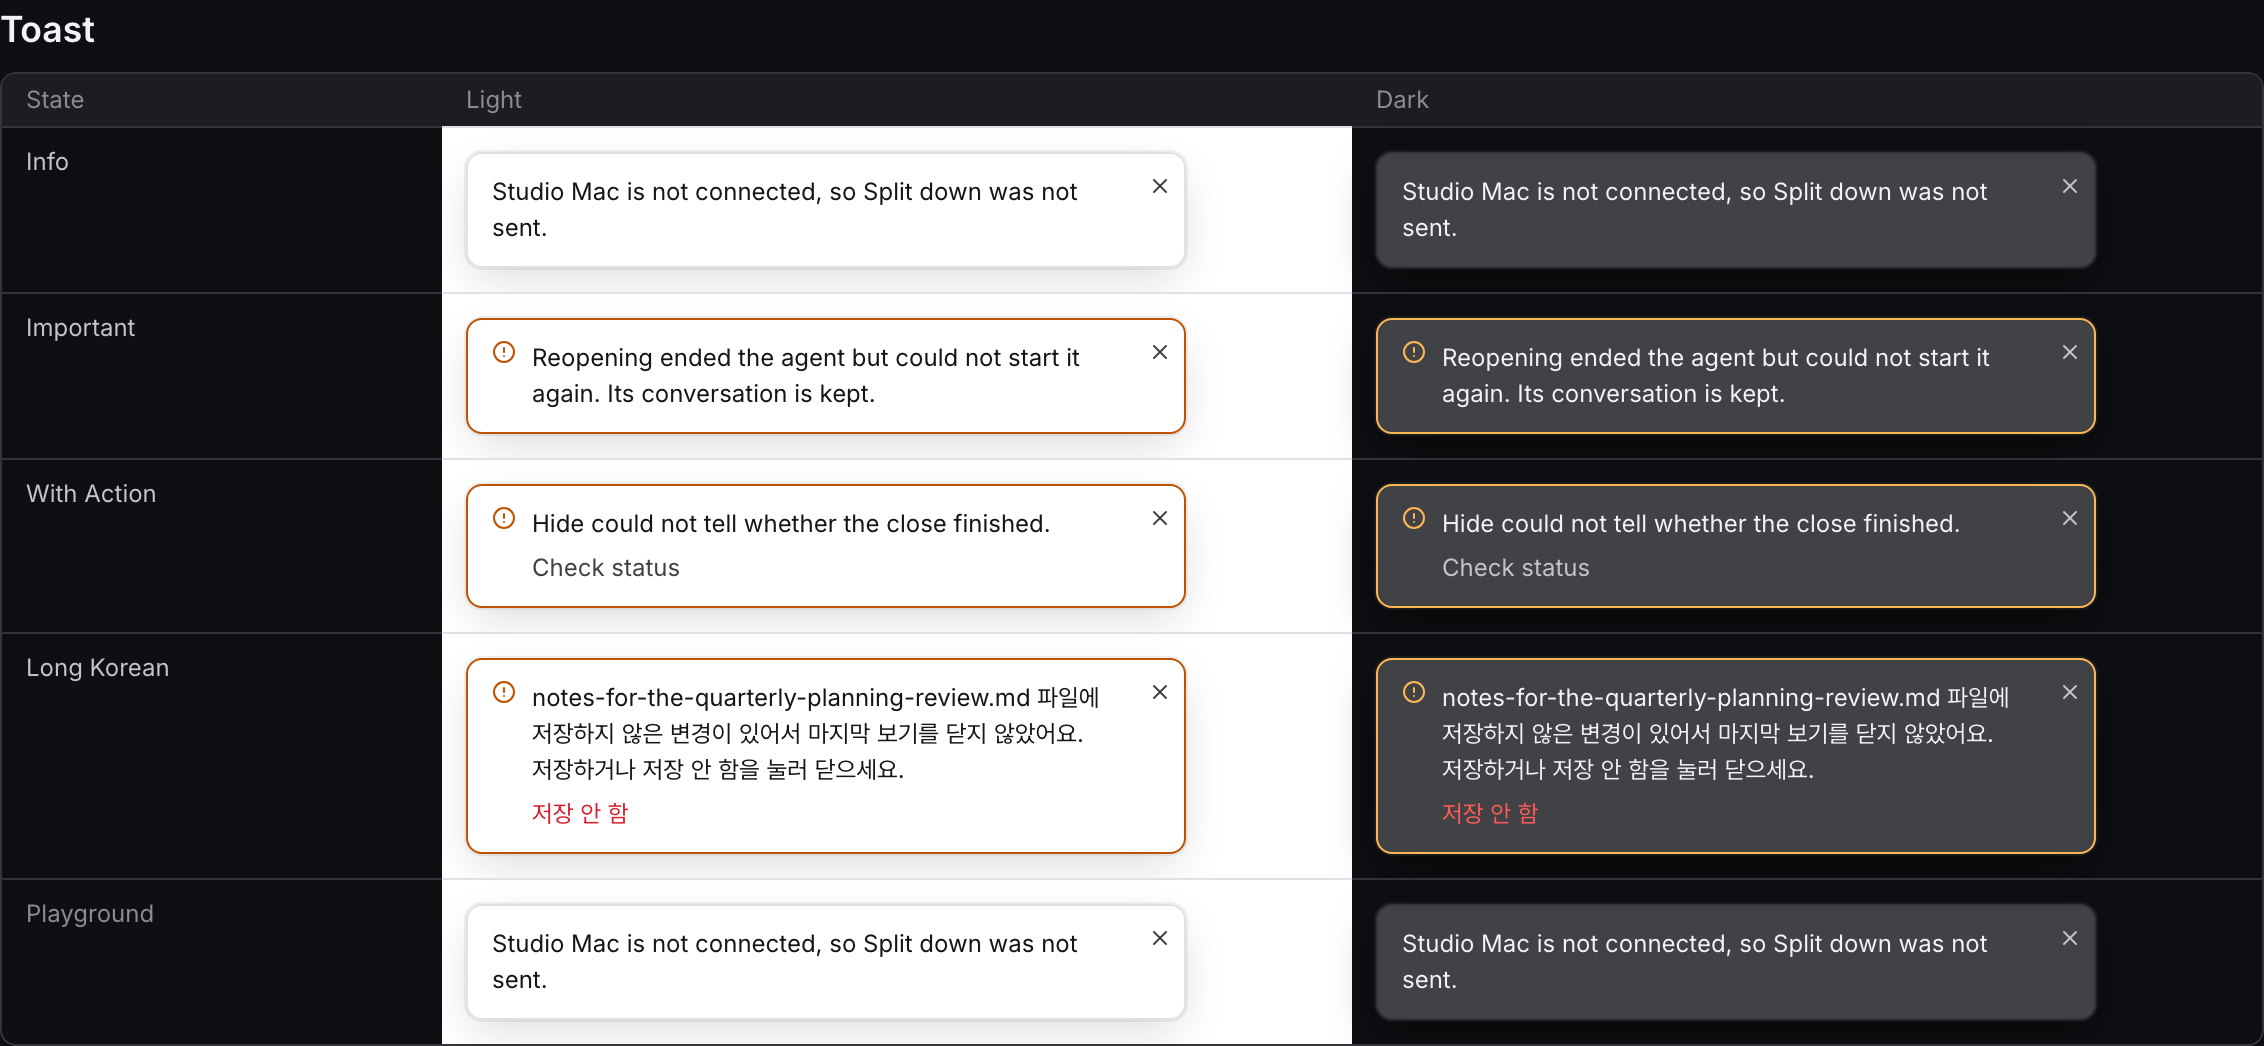 Toast
State
Light
Dark
Info
Studio Mac is not connected, so Split down was not
sent.
Studio Mac is not connected, so Split down was not
sent.
Important
Reopening ended the agent but could not start it
again. Its conversation is kept.
Reopening ended the agent but could not start it
again. Its conversation is kept.
With Action
Hide could not tell whether the close finished.
Check status
Hide could not tell whether the close finished.
Check status
Long Korean
notes-for-the-quarterly-planning-review.md 파일에
저장하지 않은 변경이 있어서 마지막 보기를 닫지 않았어요.
저장하거나 저장 안 함을 눌러 닫으세요.
저장 안 함
notes-for-the-quarterly-planning-review.md 파일에
저장하지 않은 변경이 있어서 마지막 보기를 닫지 않았어요.
저장하거나 저장 안 함을 눌러 닫으세요.
저장 안 함
Playground
Studio Mac is not connected, so Split down was not
sent.
Studio Mac is not connected, so Split down was not
sent.